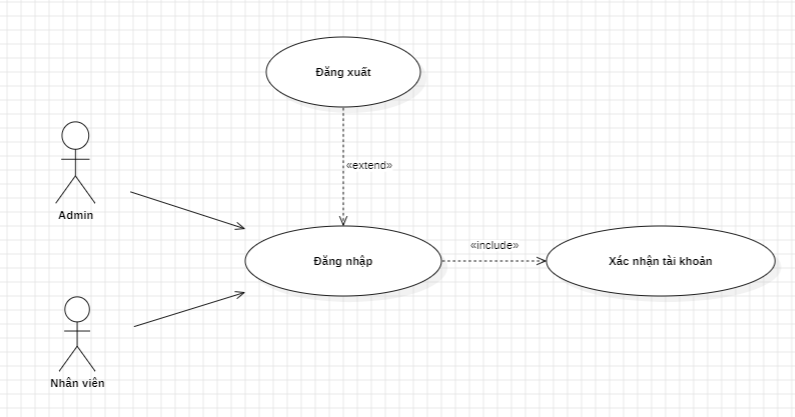 Đăng xuất
«extend»
Admin
Đăng nhập
«include»
Xác nhận tài khoản
Nhân viên